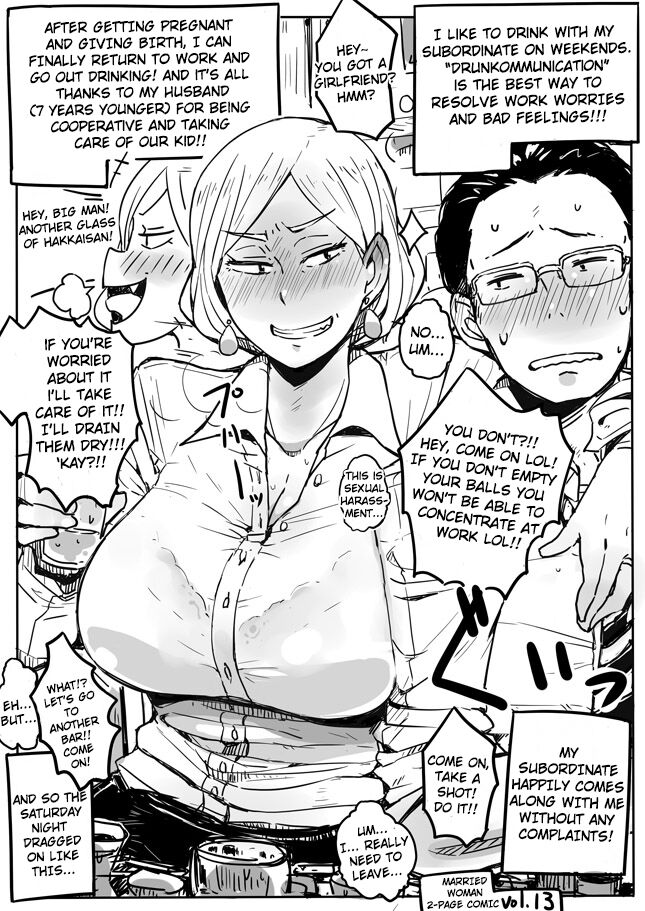 I LIKE TO DRINK WITH MY
SUBORDINATE ON WEEKENDS.
"DRUNKOMMUNICATION"
IS THE BEST WAY TO
RESOLVE WORK WORRIES
AND BAD FEELINGS!!!
HEY~
YOU GOT A
GIRLFRIEND?
HMM?
AFTER GETTING PREGNANT
AND GIVING BIRTH, I CAN
FINALLY RETURN TO WORK AND
GO OUT DRINKING! AND IT'S ALL
THANKS TO MY HUSBAND
(7 YEARS YOUNGER) FOR BEING
COOPERATIVE AND TAKING
CARE OF OUR KID!!
HEY, BIG MAN!
ANOTHER GLASS
OF HAKKAISAN!
NO...
UM...
YOU DON'T?!!
HEY, COME ON LOL!
IF YOU DON'T EMPTY
YOUR BALLS YOU
WON'T BE ABLE TO
CONCENTRATE AT
WORK LOL!!
THIS IS
SEXUAL
HARASS-
MENT...
IF YOU'RE
WORRIED
ABOUT IT
I'LL TAKE
CARE OF IT!!
I'LL DRAIN
THEM DRY!!!
'KAY?!!
プルッ
ぐび
MY
SUBORDINATE
HAPPILY COMES
ALONG WITH ME
WITHOUT ANY
COMPLAINTS!
COME ON,
TAKE A
SHOT!
DO IT!!
UM...
I... REALLY
NEED TO
LEAVE...
WHAT!?
LET'S GO
TO
ANOTHER
BAR!!
COME
ON!
EH...
BUT...
AND SO THE
SATURDAY
NIGHT
DRAGGED
ON LIKE
THIS...
MARRIED
WOMAN
2-PAGE COMIC Vol.13